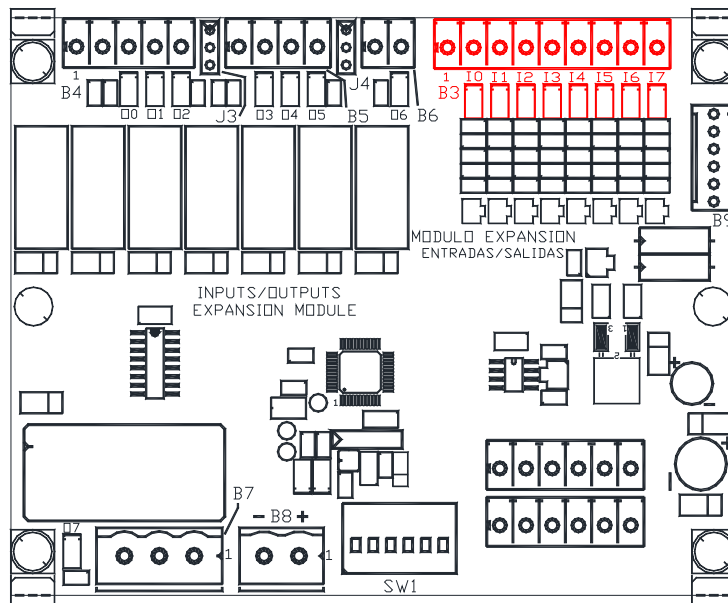 1
B4
O0 O1 O2
J3
O3 O4 O5
B5
J4
O6
B6
1
B3
I0 I1 I2 I3 I4 I5 I6 I7
B9
MODULO EXPANSION
ENTRADAS/SALIDAS
INPUTS/OUTPUTS
EXPANSION MODULE
3 1
2
1
+
-
+
-
O7
B7
1
- B8 +
1
SW1